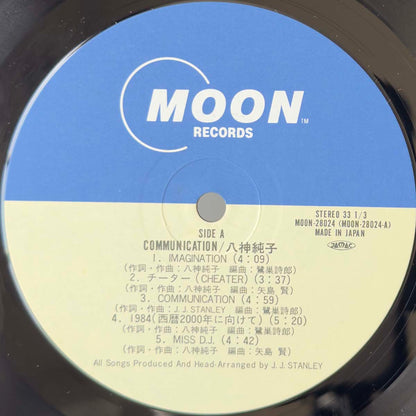 MOON TM
RECORDS
STEREO 33 1/3
MOON-28024 (MOON-28024-A)
MADE IN JAPAN
SIDE A
COMMUNICATION/八神純子
1. IMAGINATION (4:09)
(作詞・作曲：八神純子 編曲：鷺巣詩郎)
2. チーター (CHEATER) (3:37)
(作詞・作曲：八神純子 編曲：矢島 賢)
3. COMMUNICATION (4:59)
(作詞・作曲：J. J. STANLEY 編曲：鷺巣詩郎)
4. 1984(西暦2000年に向けて) (5:20)
(作詞・作曲：八神純子 編曲：鷺巣詩郎)
5. MISS D.J. (4:42)
(作詞・作曲：八神純子 編曲：矢島 賢)
All Songs Produced And Head-Arranged by J. J. STANLEY